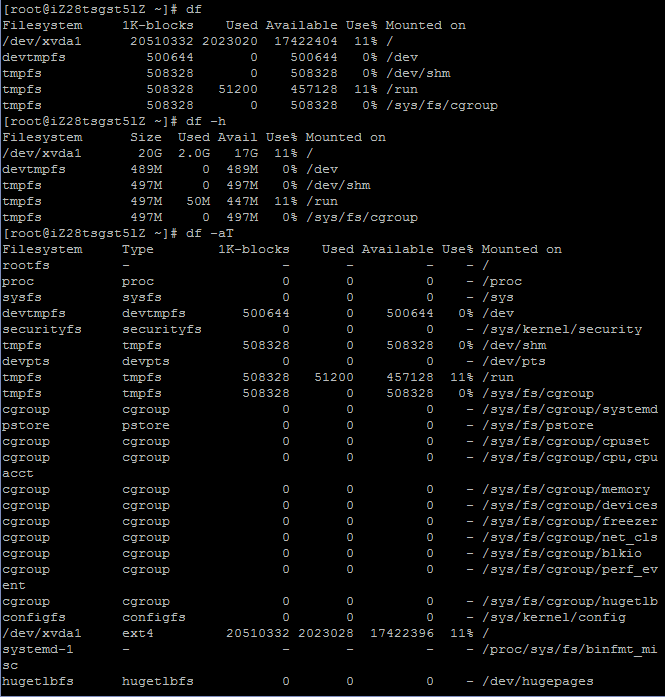 [root@iZ28tsgst5lZ ~]# df
Filesystem     1K-blocks    Used Available Use% Mounted on
/dev/xvda1      20510332 2023020  17422404  11% /
devtmpfs          500644       0    500644   0% /dev
tmpfs             508328       0    508328   0% /dev/shm
tmpfs             508328   51200    457128  11% /run
tmpfs             508328       0    508328   0% /sys/fs/cgroup
[root@iZ28tsgst5lZ ~]# df -h
Filesystem      Size  Used Avail Use% Mounted on
/dev/xvda1       20G  2.0G   17G  11% /
devtmpfs        489M     0  489M   0% /dev
tmpfs           497M     0  497M   0% /dev/shm
tmpfs           497M   50M  447M  11% /run
tmpfs           497M     0  497M   0% /sys/fs/cgroup
[root@iZ28tsgst5lZ ~]# df -aT
Filesystem     Type        1K-blocks    Used Available Use% Mounted on
rootfs         -                   -       -         -    - /
proc           proc                0       0         0    - /proc
sysfs          sysfs               0       0         0    - /sys
devtmpfs       devtmpfs       500644       0    500644   0% /dev
securityfs     securityfs          0       0         0    - /sys/kernel/security
tmpfs          tmpfs          508328       0    508328   0% /dev/shm
devpts         devpts              0       0         0    - /dev/pts
tmpfs          tmpfs          508328   51200    457128  11% /run
tmpfs          tmpfs          508328       0    508328   0% /sys/fs/cgroup
cgroup         cgroup              0       0         0    - /sys/fs/cgroup/systemd
pstore         pstore              0       0         0    - /sys/fs/pstore
cgroup         cgroup              0       0         0    - /sys/fs/cgroup/cpuset
cgroup         cgroup              0       0         0    - /sys/fs/cgroup/cpu,cpu
acct
cgroup         cgroup              0       0         0    - /sys/fs/cgroup/memory
cgroup         cgroup              0       0         0    - /sys/fs/cgroup/devices
cgroup         cgroup              0       0         0    - /sys/fs/cgroup/freezer
cgroup         cgroup              0       0         0    - /sys/fs/cgroup/net_cls
cgroup         cgroup              0       0         0    - /sys/fs/cgroup/blkio
cgroup         cgroup              0       0         0    - /sys/fs/cgroup/perf_ev
ent
cgroup         cgroup              0       0         0    - /sys/fs/cgroup/hugetlb
configfs       configfs            0       0         0    - /sys/kernel/config
/dev/xvda1     ext4         20510332 2023028  17422396  11% /
systemd-1      -                   -       -         -    - /proc/sys/fs/binfmt_mi
sc
hugetlbfs      hugetlbfs           0       0         0    - /dev/hugepages